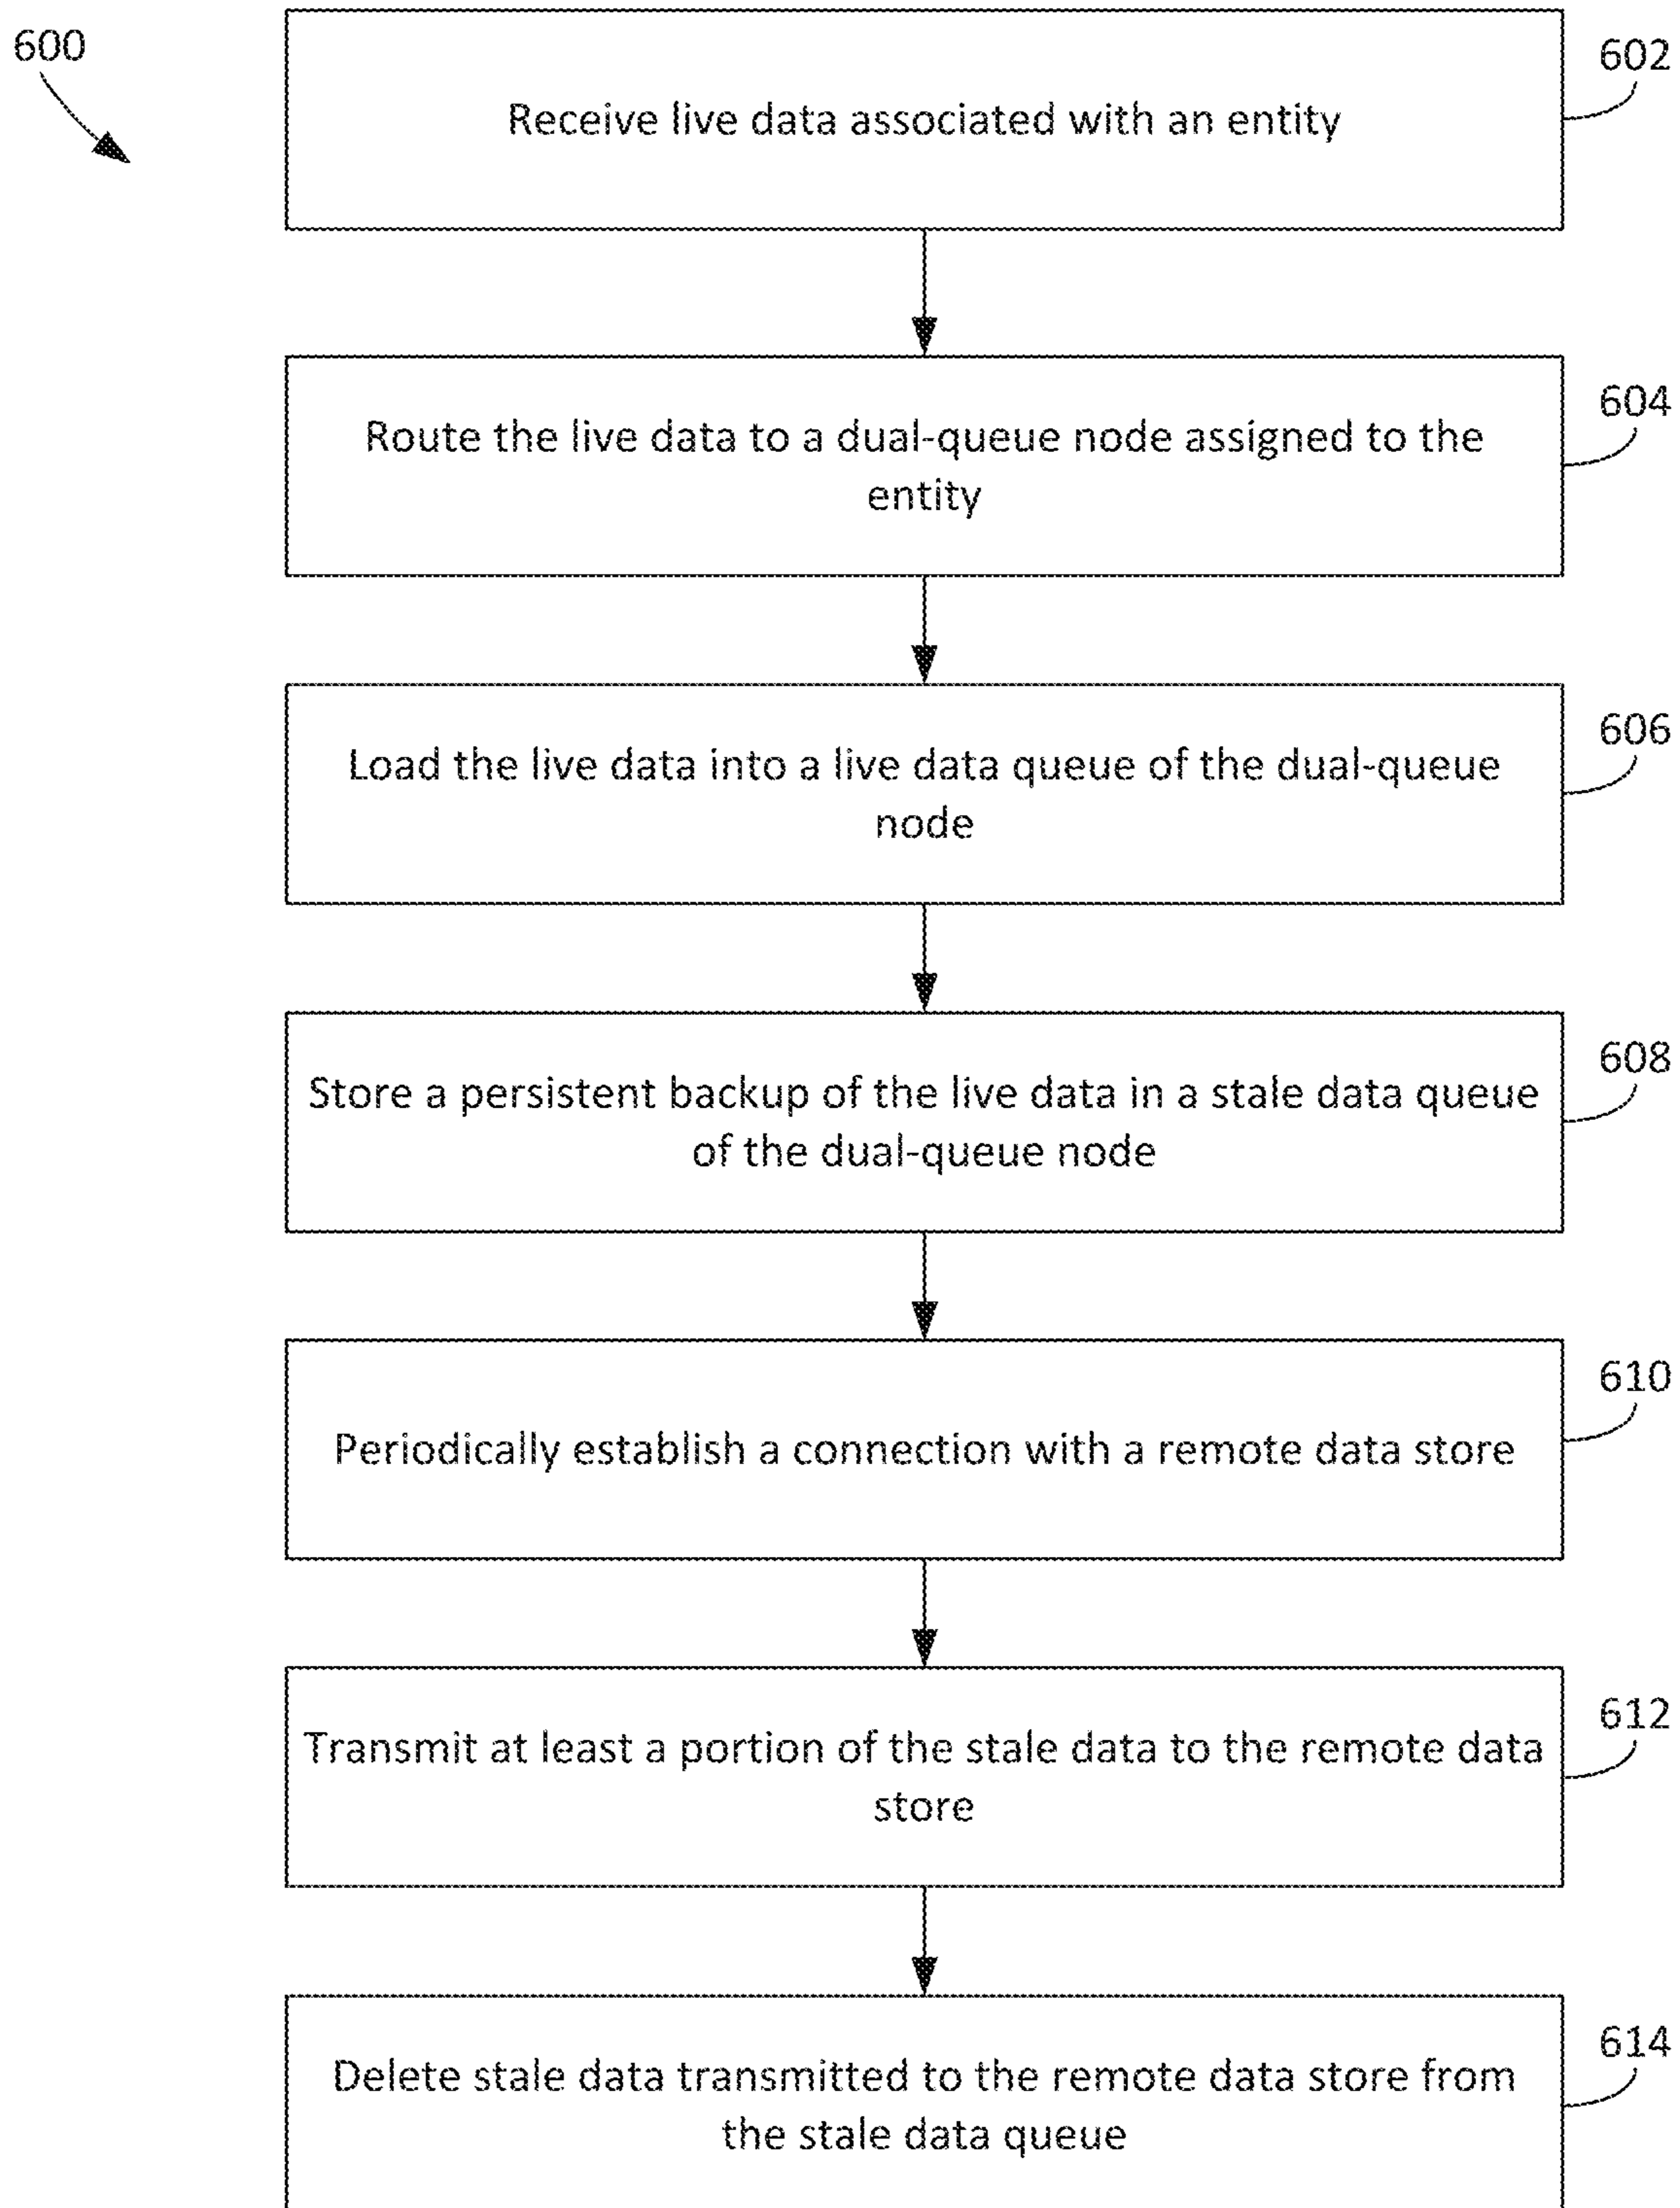 600
Receive live data associated with an entity
602
Route the live data to a dual-queue node assigned to the
entity
604
Load the live data into a live data queue of the dual-queue
node
606
Store a persistent backup of the live data in a stale data queue
of the dual-queue node
608
Periodically establish a connection with a remote data store
610
Transmit at least a portion of the stale data to the remote data
store
612
Delete stale data transmitted to the remote data store from
the stale data queue
614